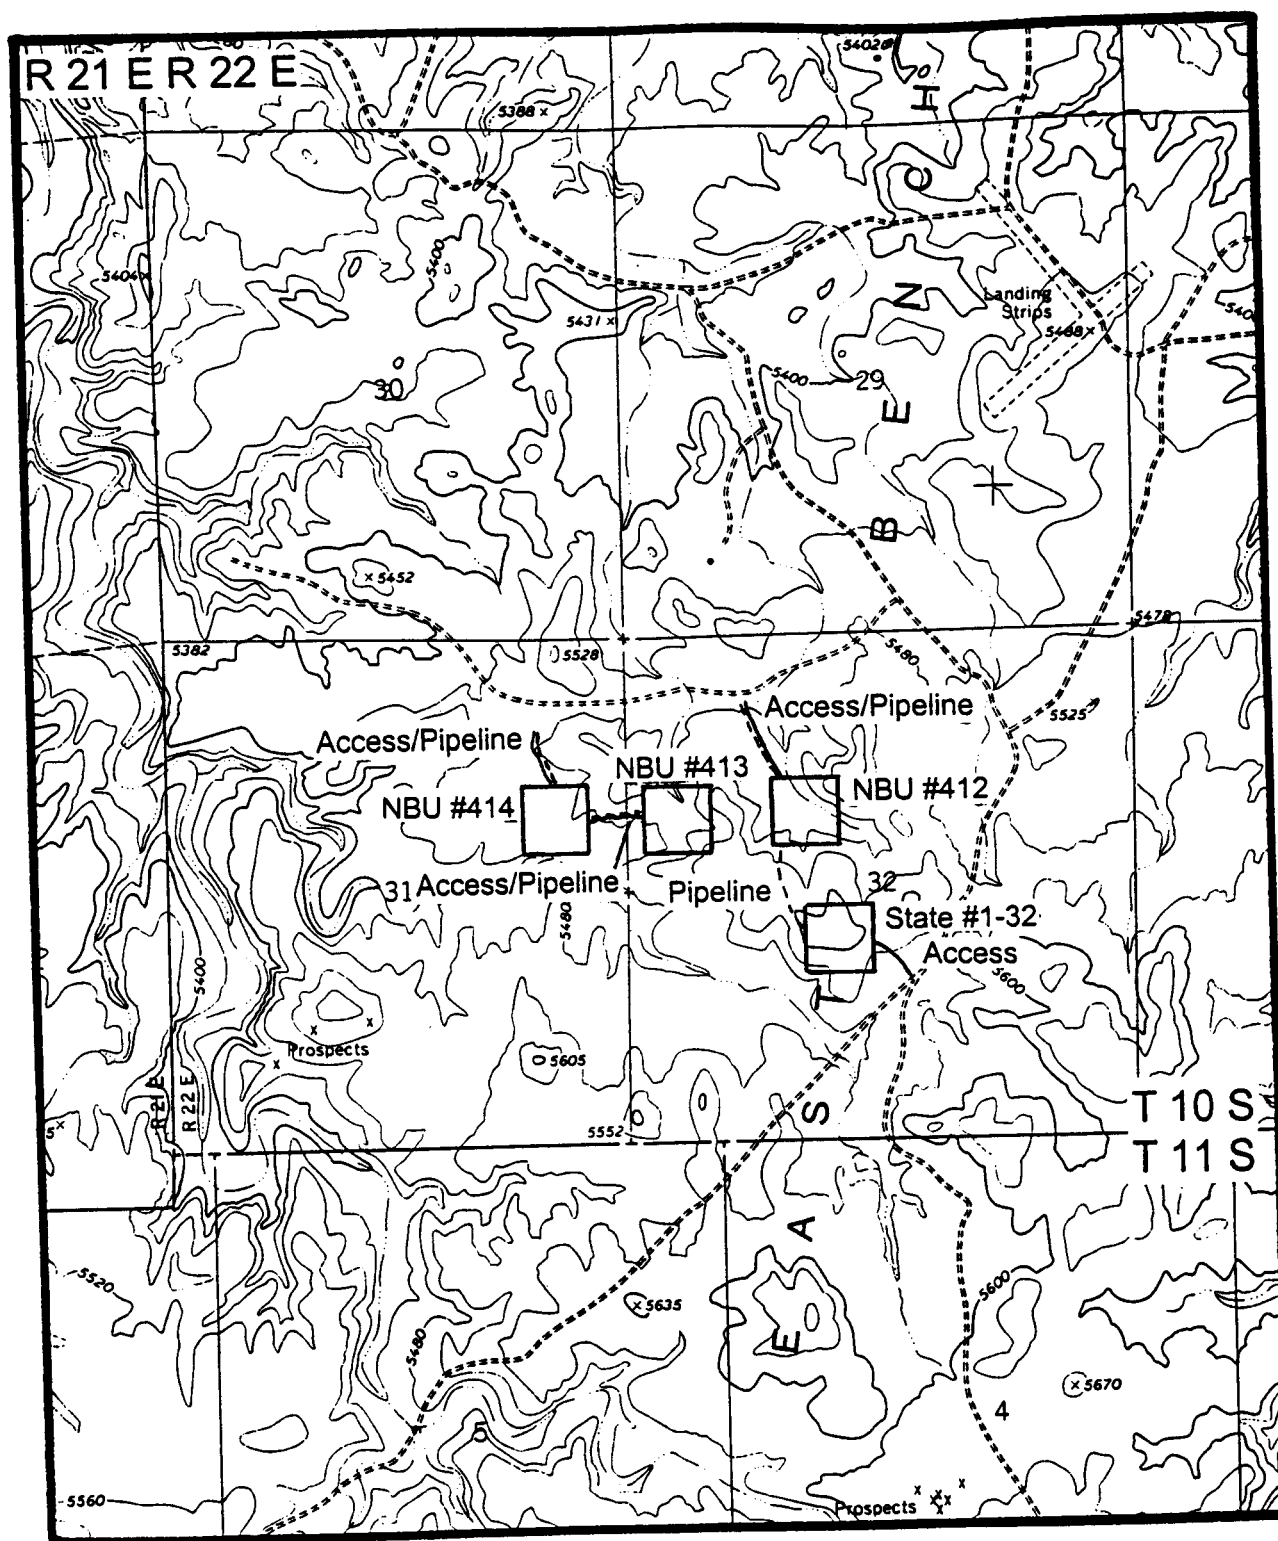 R 21 E R 22 E
5402
H
5388
C
5404
5400
N
Landing
Strips
5431
5488
30
5400
29
E
B
5452
5382
5528
5480
5478
Access/Pipeline
5525
Access/Pipeline
NBU #413
NBU #414
NBU #412
31
Access/Pipeline
Pipeline
32
State #1-32
Access
5480
5400
5600
T
Prospects
5605
R 21 E
R 22 E
T 10 S
S
5552
T 11 S
A
5520
5600
5635
E
5480
5670
4
5
5560
Prospects